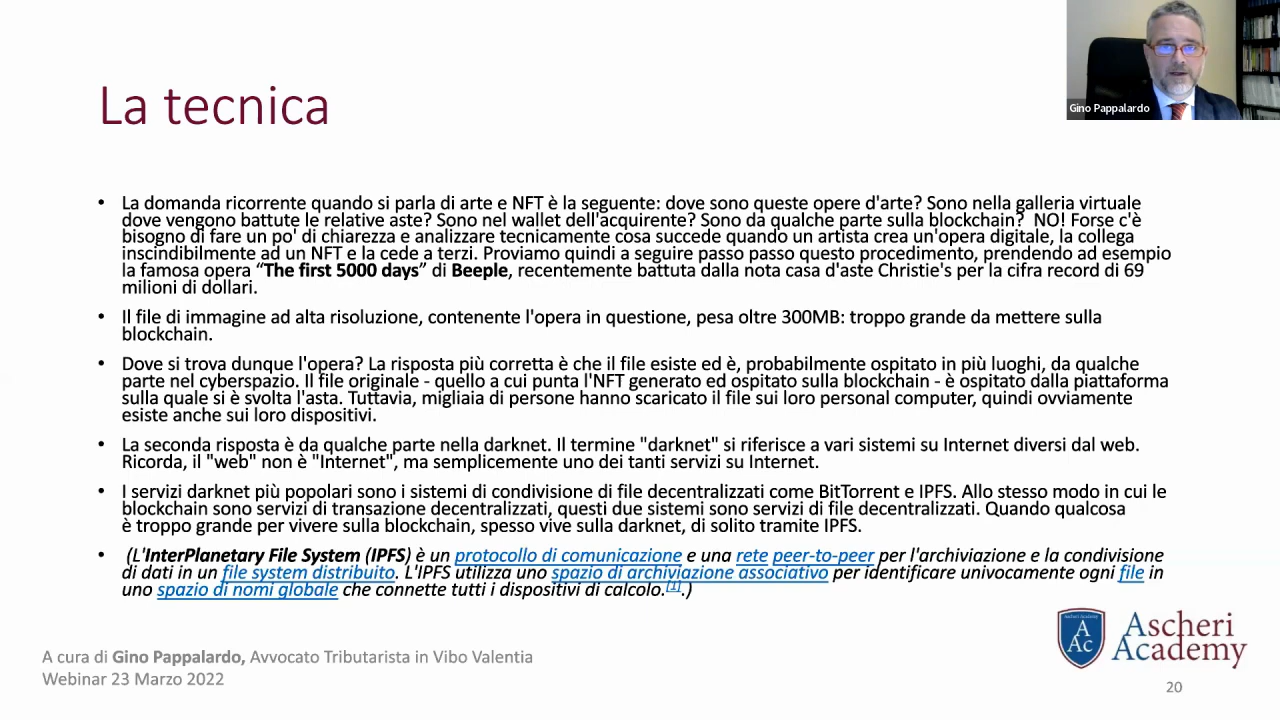 Gino Pappalardo
La tecnica
• La domanda ricorrente quando si parla di arte e NFT è la seguente: dove sono queste opere d'arte? Sono nella galleria virtuale
dove vengono battute le relative aste? Sono nel wallet dell'acquirente? Sono da qualche parte sulla blockchain? NO! Forse c'è
bisogno di fare un po' di chiarezza e analizzare tecnicamente cosa succede quando un artista crea un'opera digitale, la collega
inscindibilmente ad un NFT e la cede a terzi. Proviamo quindi a seguire passo passo questo procedimento, prendendo ad esempio
la famosa opera “The first 5000 days” di Beeple, recentemente battuta dalla nota casa d'aste Christie's per la cifra record di 69
milioni di dollari.
• Il file di immagine ad alta risoluzione, contenente l'opera in questione, pesa oltre 300MB: troppo grande da mettere sulla
blockchain.
• Dove si trova dunque l'opera? La risposta più corretta è che il file esiste ed è, probabilmente ospitato in più luoghi, da qualche
parte nel cyberspazio. Il file originale - quello a cui punta l'NFT generato ed ospitato sulla blockchain - è ospitato dalla piattaforma
sulla quale si è svolta l'asta. Tuttavia, migliaia di persone hanno scaricato il file sui loro personal computer, quindi ovviamente
esiste anche sui loro dispositivi.
• La seconda risposta è da qualche parte nella darknet. Il termine "darknet" si riferisce a vari sistemi su Internet diversi dal web.
Ricorda, il "web" non è "Internet", ma semplicemente uno dei tanti servizi su Internet.
• I servizi darknet più popolari sono i sistemi di condivisione di file decentralizzati come BitTorrent e IPFS. Allo stesso modo in cui le
blockchain sono servizi di transazione decentralizzati, questi due sistemi sono servizi di file decentralizzati. Quando qualcosa
è troppo grande per vivere sulla blockchain, spesso vive sulla darknet, di solito tramite IPFS.
• (L'InterPlanetary File System (IPFS) è un protocollo di comunicazione e una rete peer-to-peer per l'archiviazione e la condivisione
di dati in un file system distribuito. L'IPFS utilizza uno spazio di archiviazione associativo per identificare univocamente ogni file in
uno spazio di nomi globale che connette tutti i dispositivi di calcolo.[1].)
A cura di Gino Pappalardo, Avvocato Tributarista in Vibo Valentia
Webinar 23 Marzo 2022
Ascheri Academy
A
Ac
Ascheri
Academy
20